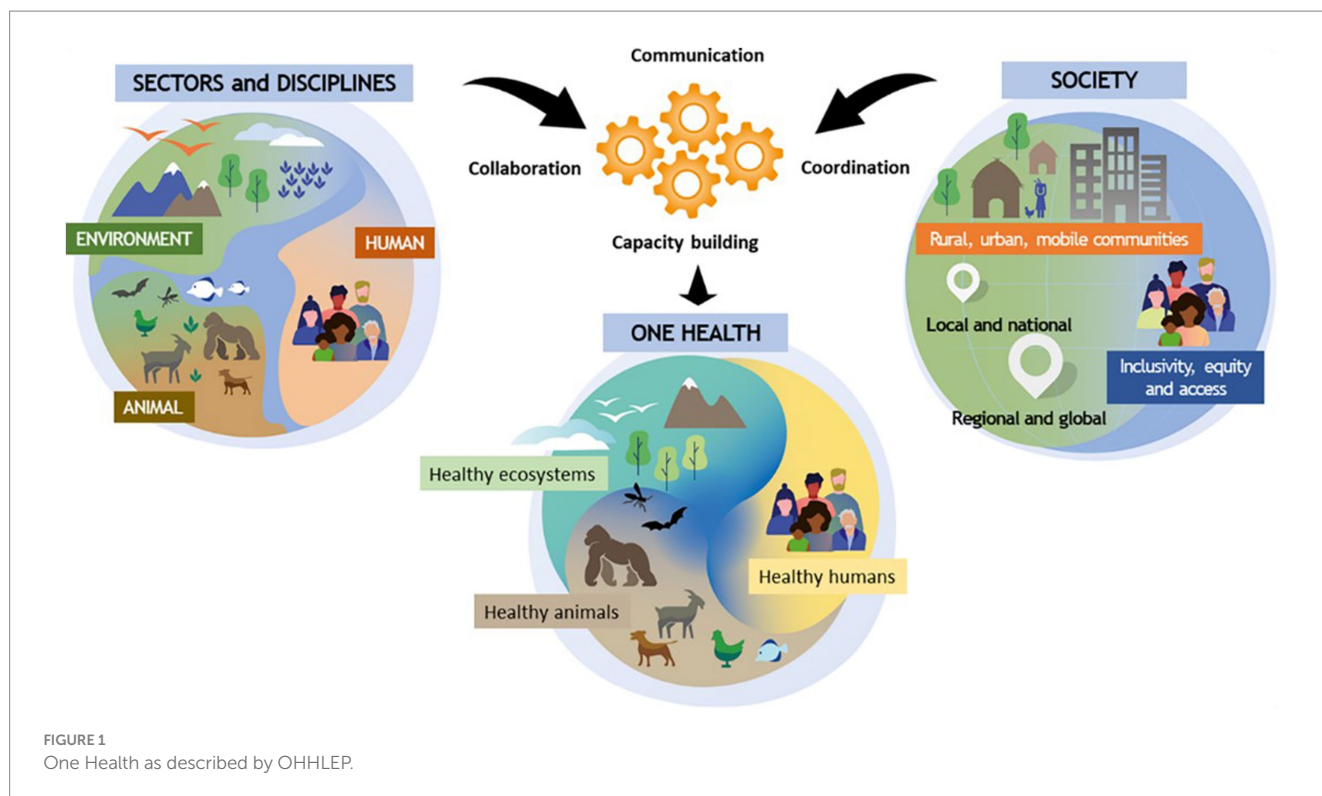 SECTORS and DISCIPLINES
ENVIRONMENT
HUMAN
ANIMAL
Communication
Collaboration
Coordination
Capacity building
SOCIETY
Rural, urban, mobile communities
Local and national
Inclusivity, equity
and access
Regional and global
ONE HEALTH
Healthy ecosystems
Healthy humans
Healthy animals
FIGURE 1
One Health as described by OHHLEP.